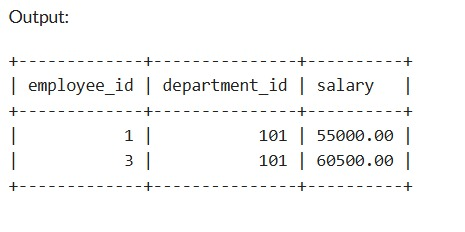 Output:
+-------------+---------------+----------+
| employee_id | department_id | salary   |
+-------------+---------------+----------+
|           1 |           101 | 55000.00 |
|           3 |           101 | 60500.00 |
+-------------+---------------+----------+